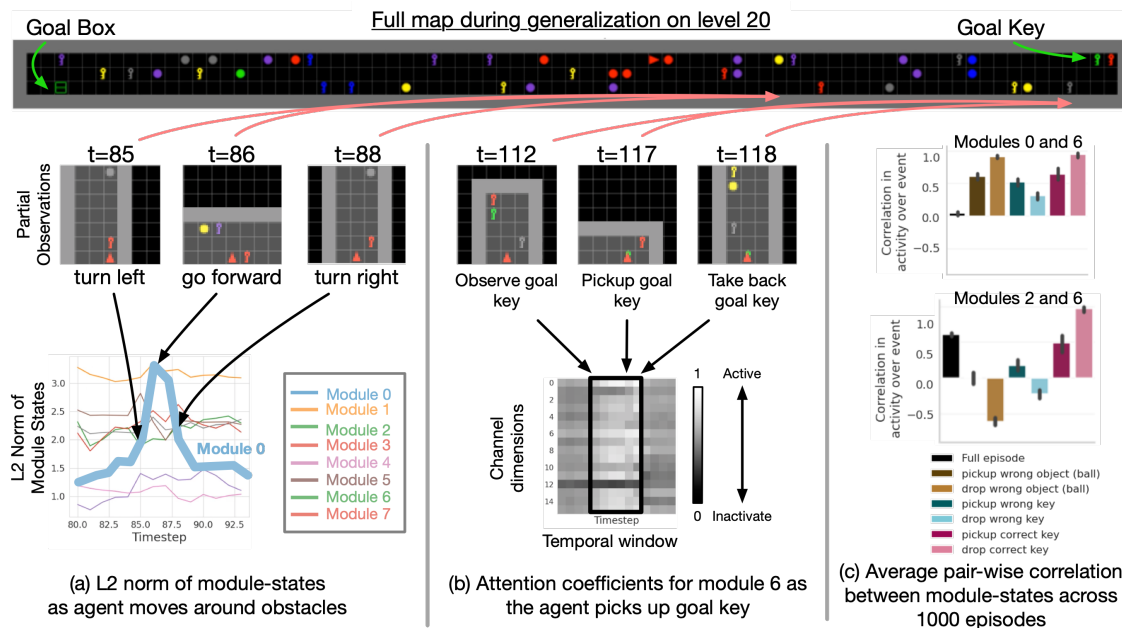 Full map during generalization on level 20
Goal Box
Goal Key
t=85
t=86
t=88
Partial
Observations
turn left
go forward
turn right
t=112
t=117
t=118
Observe goal
key
Pickup goal
key
Take back
goal key
L2 Norm of
Module States
3.0
2.5
2.0
1.5
1.0
80.0 82.5 85.0 87.5 90.0 92.5
Timestep
Module 0
Module 0
Module 1
Module 2
Module 3
Module 4
Module 5
Module 6
Module 7
Channel
dimensions
0
2
4
6
8
10
12
14
Timestep
Temporal window
1
0
Active
Inactivate
Modules 0 and 6
Correlation in
activity over event
1.0
0.5
0.0
−0.5
Modules 2 and 6
Correlation in
activity over event
1.0
0.5
0.0
−0.5
Full episode
pickup wrong object (ball)
drop wrong object (ball)
pickup wrong key
drop wrong key
pickup correct key
drop correct key
(a) L2 norm of module-states
as agent moves around obstacles
(b) Attention coefficients for module 6 as
the agent picks up goal key
(c) Average pair-wise correlation
between module-states across
1000 episodes